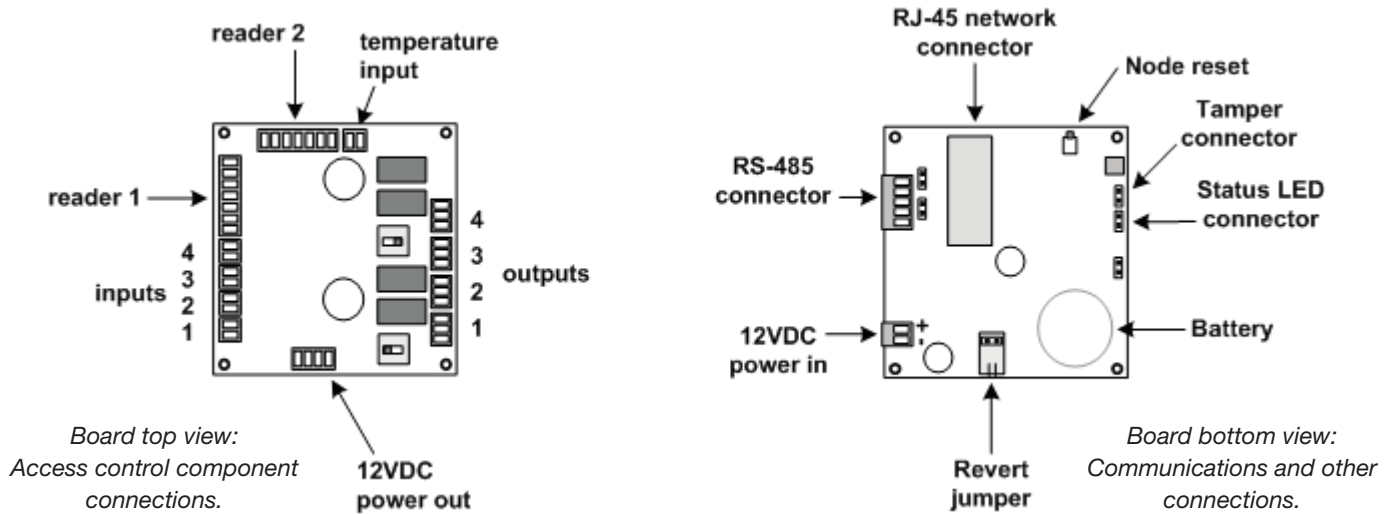 reader 2
temperature
input
reader 1
4
3
inputs
2
1
4
3
outputs
2
1
12VDC
power out
Board top view:
Access control component
connections.
RJ-45 network
connector
Node reset
Tamper
connector
RS-485
connector
Status LED
connector
12VDC
power in
+
-
Battery
Revert
jumper
Board bottom view:
Communications and other
connections.